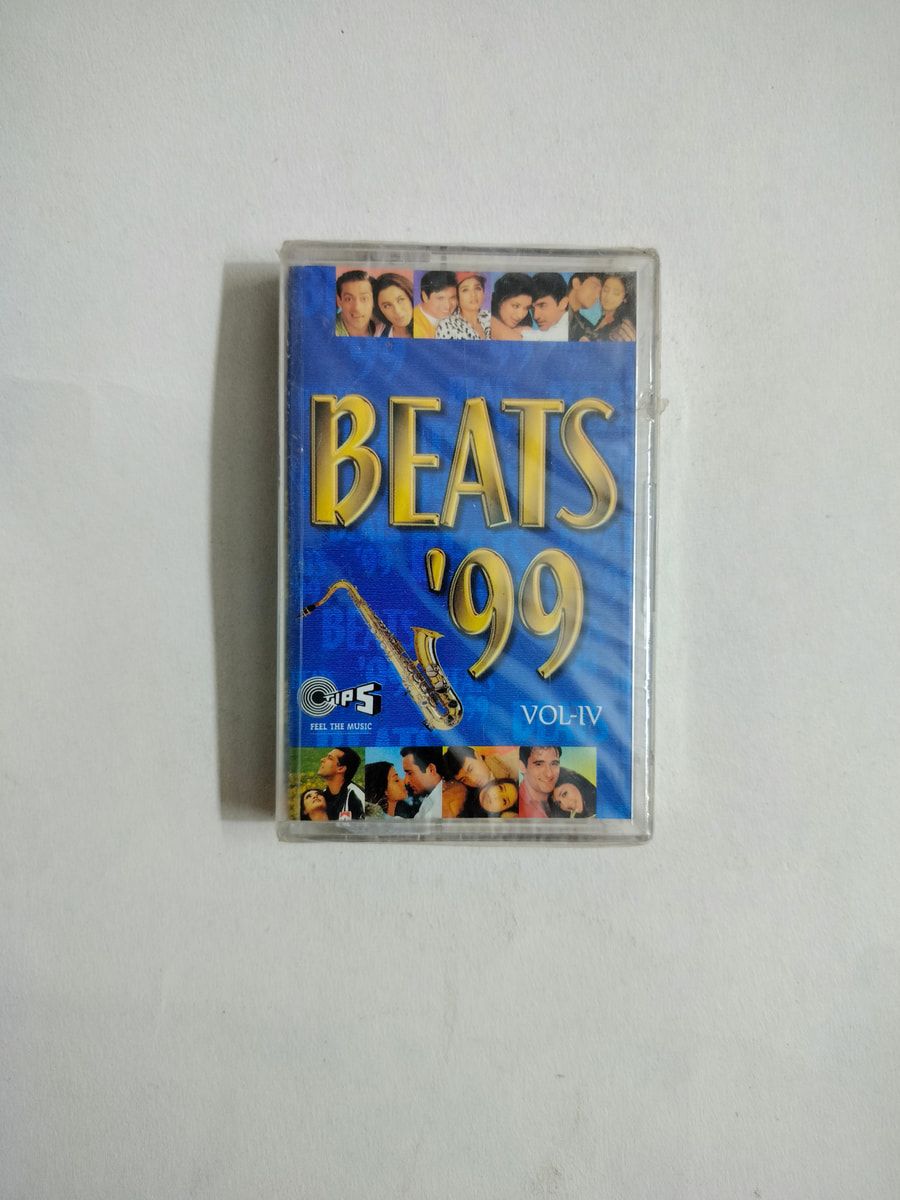 BEATS
'99
VOL-IV
TIPS
FEEL THE MUSIC